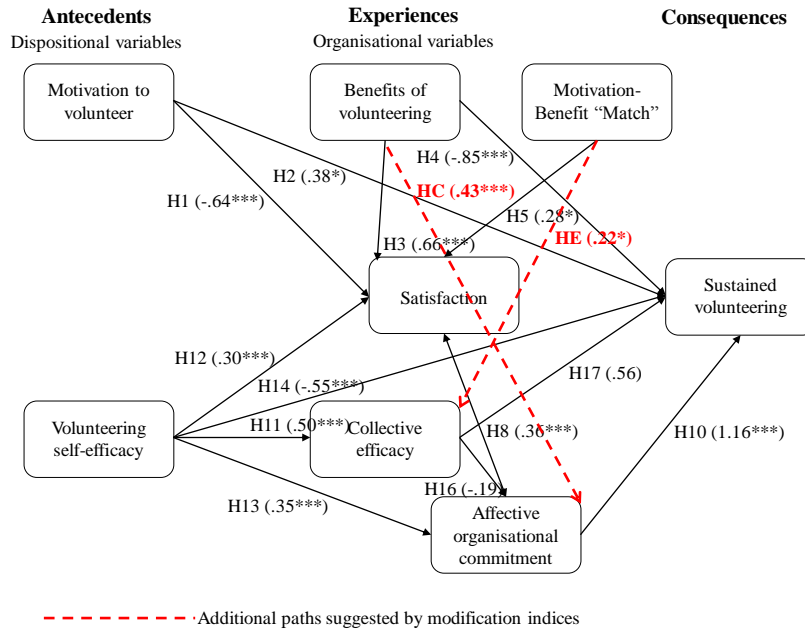 Antecedents
Experiences
Consequences
Dispositional variables
Organisational variables
Motivation to
volunteer
Benefits of
volunteering
Motivation-
Benefit “Match”
H4 (-.85***)
H2 (.38*)
HC (.43***)
H1 (-.64***)
H5 (.28*)
HE (.22*)
H3 (.66***)
Satisfaction
Sustained
volunteering
H12 (.30***)
H14 (-.55***)
H17 (.56)
H11 (.50***)
Volunteering
self-efficacy
Collective
efficacy
H8 (.36***)
H10 (1.16***)
H16 (-.19)
H13 (.35***)
Affective
organisational
commitment
Additional paths suggested by modification indices